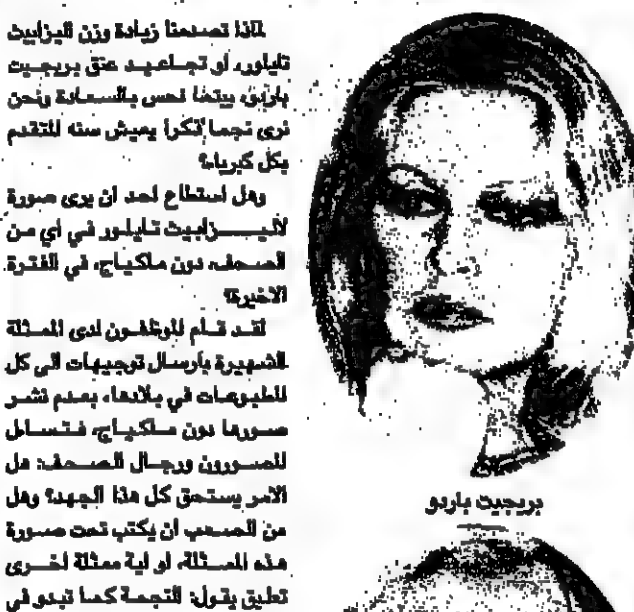 لماذا تصدمنا زيادة وزن اليزابيث
تايلور، او تجاعيد عنق بريجيت
باردو، بينما نحس بالسعادة ونحن
نرى نجما ذكرا يعيش سنه المتقدم
بكل كبرياء؟
وهل استطاع احد ان يرى صورة
لاليزابيث تايلور في أي من
الصحف، دون ماكياج، في الفترة
الاخيرة؟
لقد قام الموظفون لدى الممثلة
الشهيرة بارسال توجيهات الى كل
المطبوعات في بلادها، بعدم نشر
صورها دون ماكياج، فتساءل
المصورون ورجال الصحف: هل
الامر يستحق كل هذا الجهد؟ وهل
من الصعب ان يكتب تحت صورة
هذه الممثلة، او اية ممثلة اخرى
تعليق يقول: النجمة كما تبدو في
بريجيت باردو